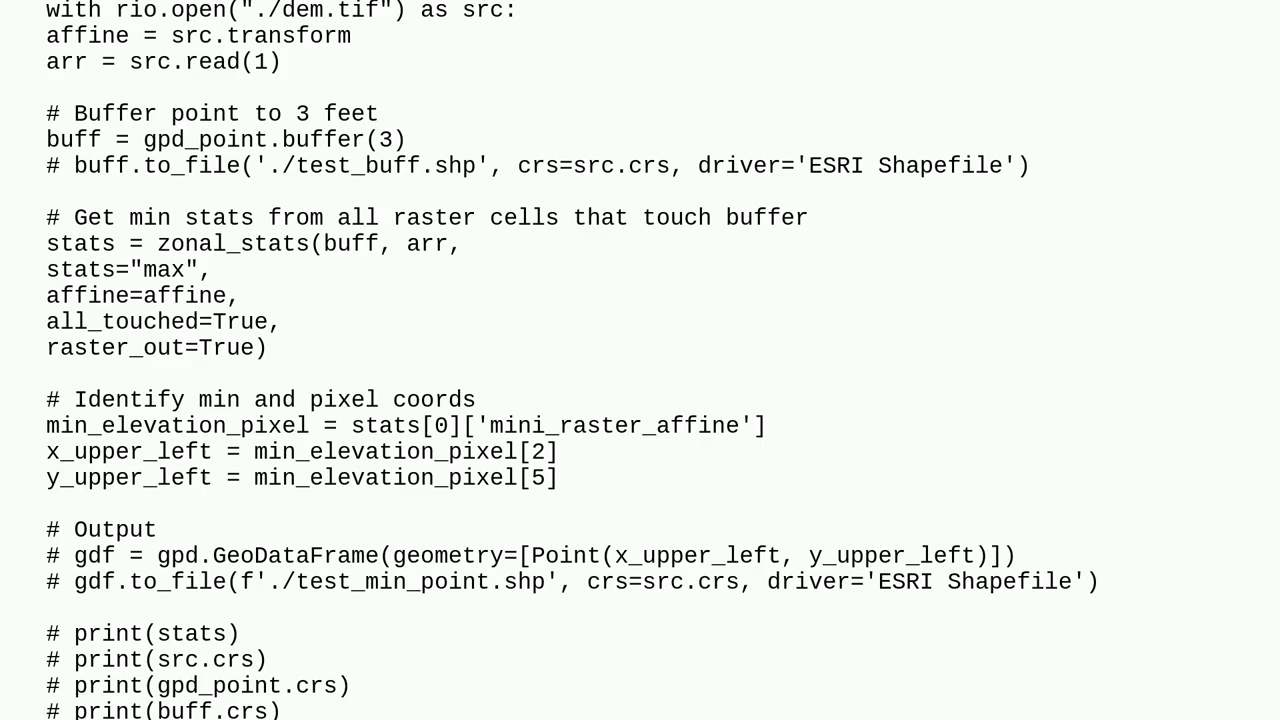 with rio.open("./dem.tif") as src:
affine = src.transform
arr = src.read(1)
# Buffer point to 3 feet
buff = gpd_point.buffer(3)
# buff.to_file('./test_buff.shp', crs=src.crs, driver='ESRI Shapefile')
# Get min stats from all raster cells that touch buffer
stats = zonal_stats(buff, arr,
stats="max",
affine=affine,
all_touched=True,
raster_out=True)
# Identify min and pixel coords
min_elevation_pixel = stats[0]['mini_raster_affine']
x_upper_left = min_elevation_pixel[2]
y_upper_left = min_elevation_pixel[5]
# Output
# gdf = gpd.GeoDataFrame(geometry=[Point(x_upper_left, y_upper_left)])
# gdf.to_file(f'./test_min_point.shp', crs=src.crs, driver='ESRI Shapefile')
# print(stats)
# print(src.crs)
# print(gpd_point.crs)
# print(buff.crs)